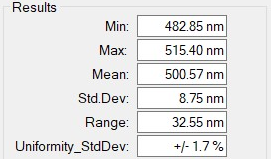 Results
Min: 482.85 nm
Max: 515.40 nm
Mean: 500.57 nm
Std.Dev: 8.75 nm
Range: 32.55 nm
Uniformity_StdDev: +/- 1.7 %